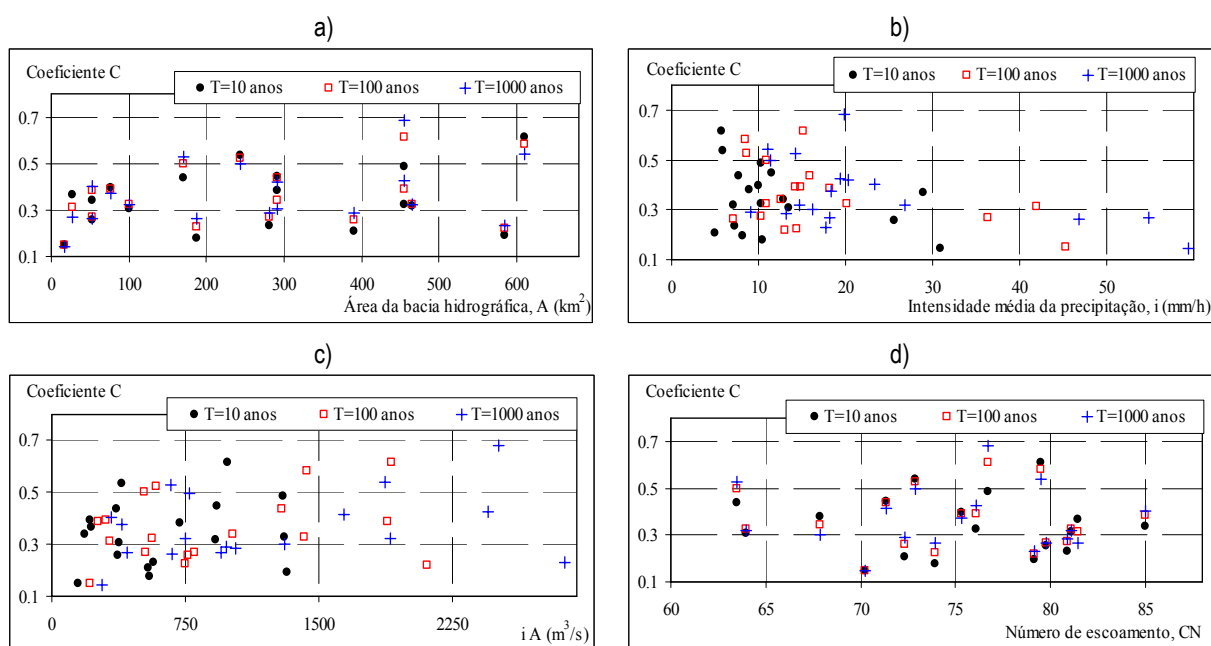 a)
Coeficiente C
T=10 anos T=100 anos T=1000 anos
0.7
0.5
0.3
0.1
0 100 200 300 400 500 600
Área da bacia hidrográfica, A (km²)
b)
Coeficiente C
T=10 anos T=100 anos T=1000 anos
0.7
0.5
0.3
0.1
0 10 20 30 40 50
Intensidade média da precipitação, i (mm/h)
c)
Coeficiente C
T=10 anos T=100 anos T=1000 anos
0.7
0.5
0.3
0.1
0 750 1500 2250
i A (m³/s)
d)
Coeficiente C
T=10 anos T=100 anos T=1000 anos
0.7
0.5
0.3
0.1
60 65 70 75 80 85
Número de escoamento, CN